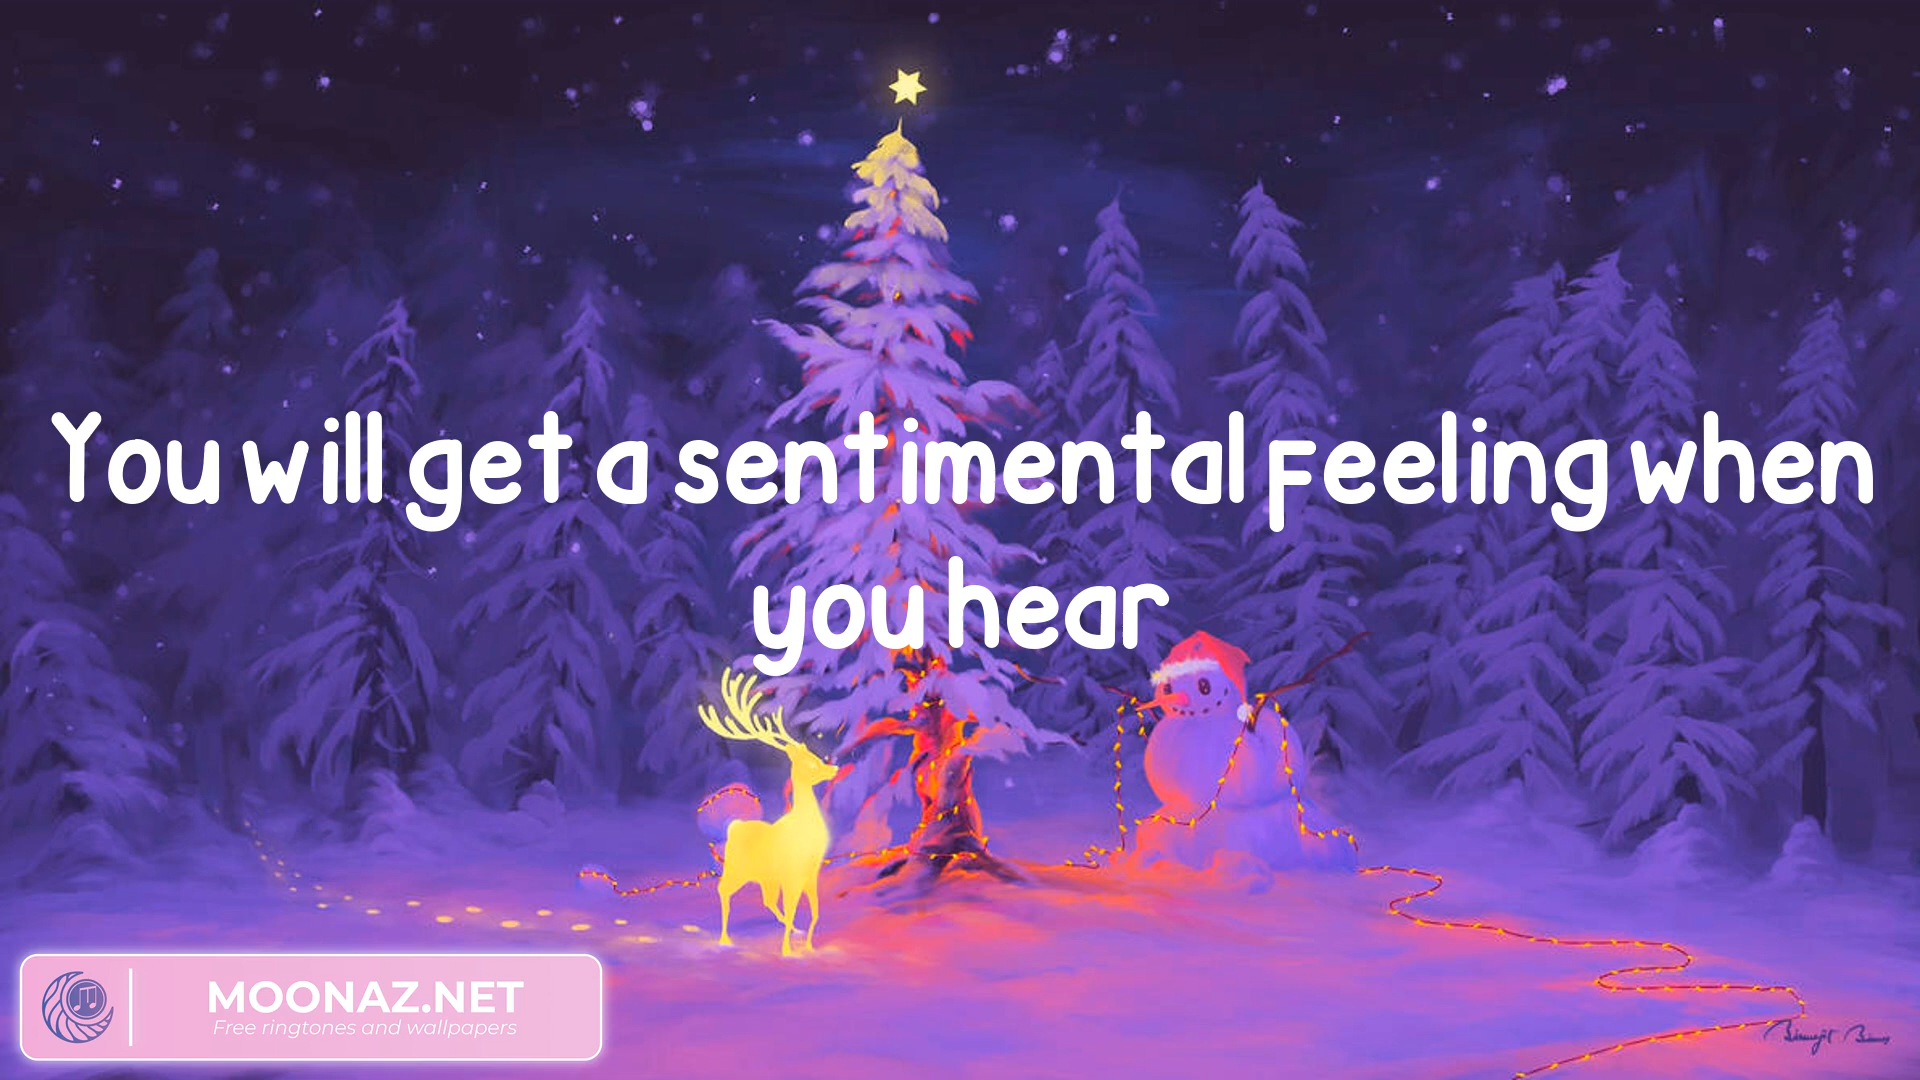 You will get a sentimental feeling when
you hear
MOONAZ.NET
Free ringtones and wallpapers